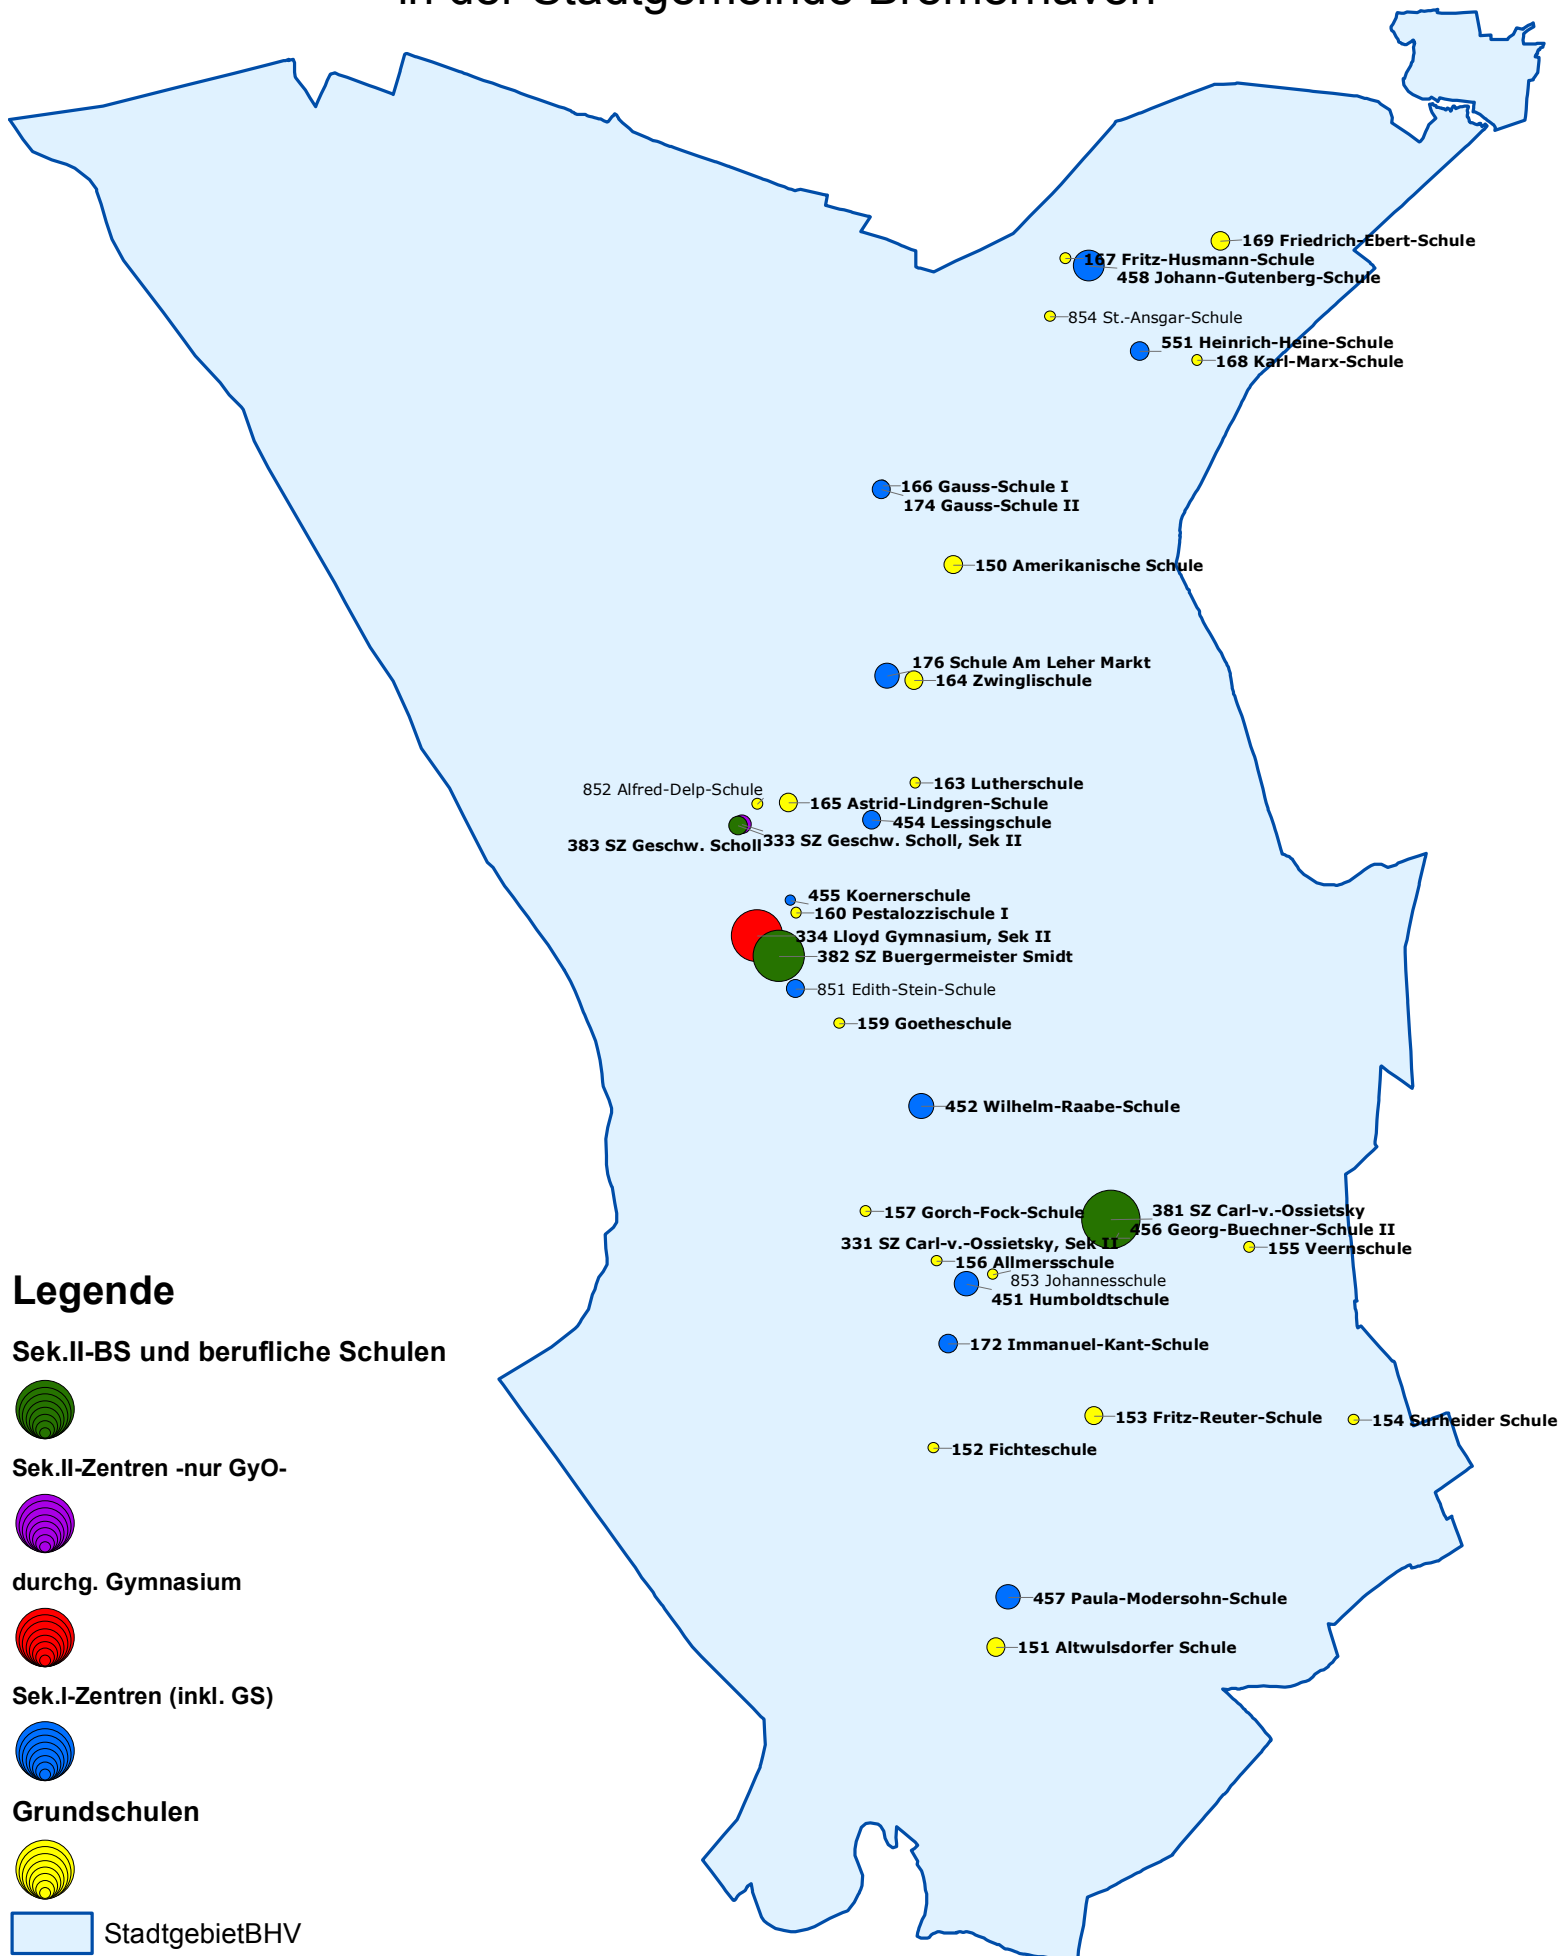 in der Stadtgemeinde Bremerhaven
169 Friedrich-Ebert-Schule
167 Fritz-Husmann-Schule
458 Johann-Gutenberg-Schule
854 St.-Ansgar-Schule
551 Heinrich-Heine-Schule
168 Karl-Marx-Schule
166 Gauss-Schule I
174 Gauss-Schule II
150 Amerikanische Schule
176 Schule Am Leher Markt
164 Zwinglischule
163 Lutherschule
852 Alfred-Delp-Schule
165 Astrid-Lindgren-Schule
454 Lessingschule
333 SZ Geschw. Scholl, Sek II
383 SZ Geschw. Scholl
455 Koernerschule
160 Pestalozzischule I
334 Lloyd Gymnasium, Sek II
382 SZ Buergermeister Smidt
851 Edith-Stein-Schule
159 Goetheschule
452 Wilhelm-Raabe-Schule
157 Gorch-Fock-Schule
381 SZ Carl-v.-Ossietsky
456 Georg-Buechner-Schule II
331 SZ Carl-v.-Ossietsky, Sek II
155 Veernschule
156 Allmersschule
853 Johannesschule
451 Humboldtschule
172 Immanuel-Kant-Schule
153 Fritz-Reuter-Schule
154 Surheider Schule
152 Fichteschule
457 Paula-Modersohn-Schule
151 Altwulsdorfer Schule
Legende
Sek.II-BS und berufliche Schulen
Sek.II-Zentren -nur GyO-
durchg. Gymnasium
Sek.I-Zentren (inkl. GS)
Grundschulen
StadtgebietBHV